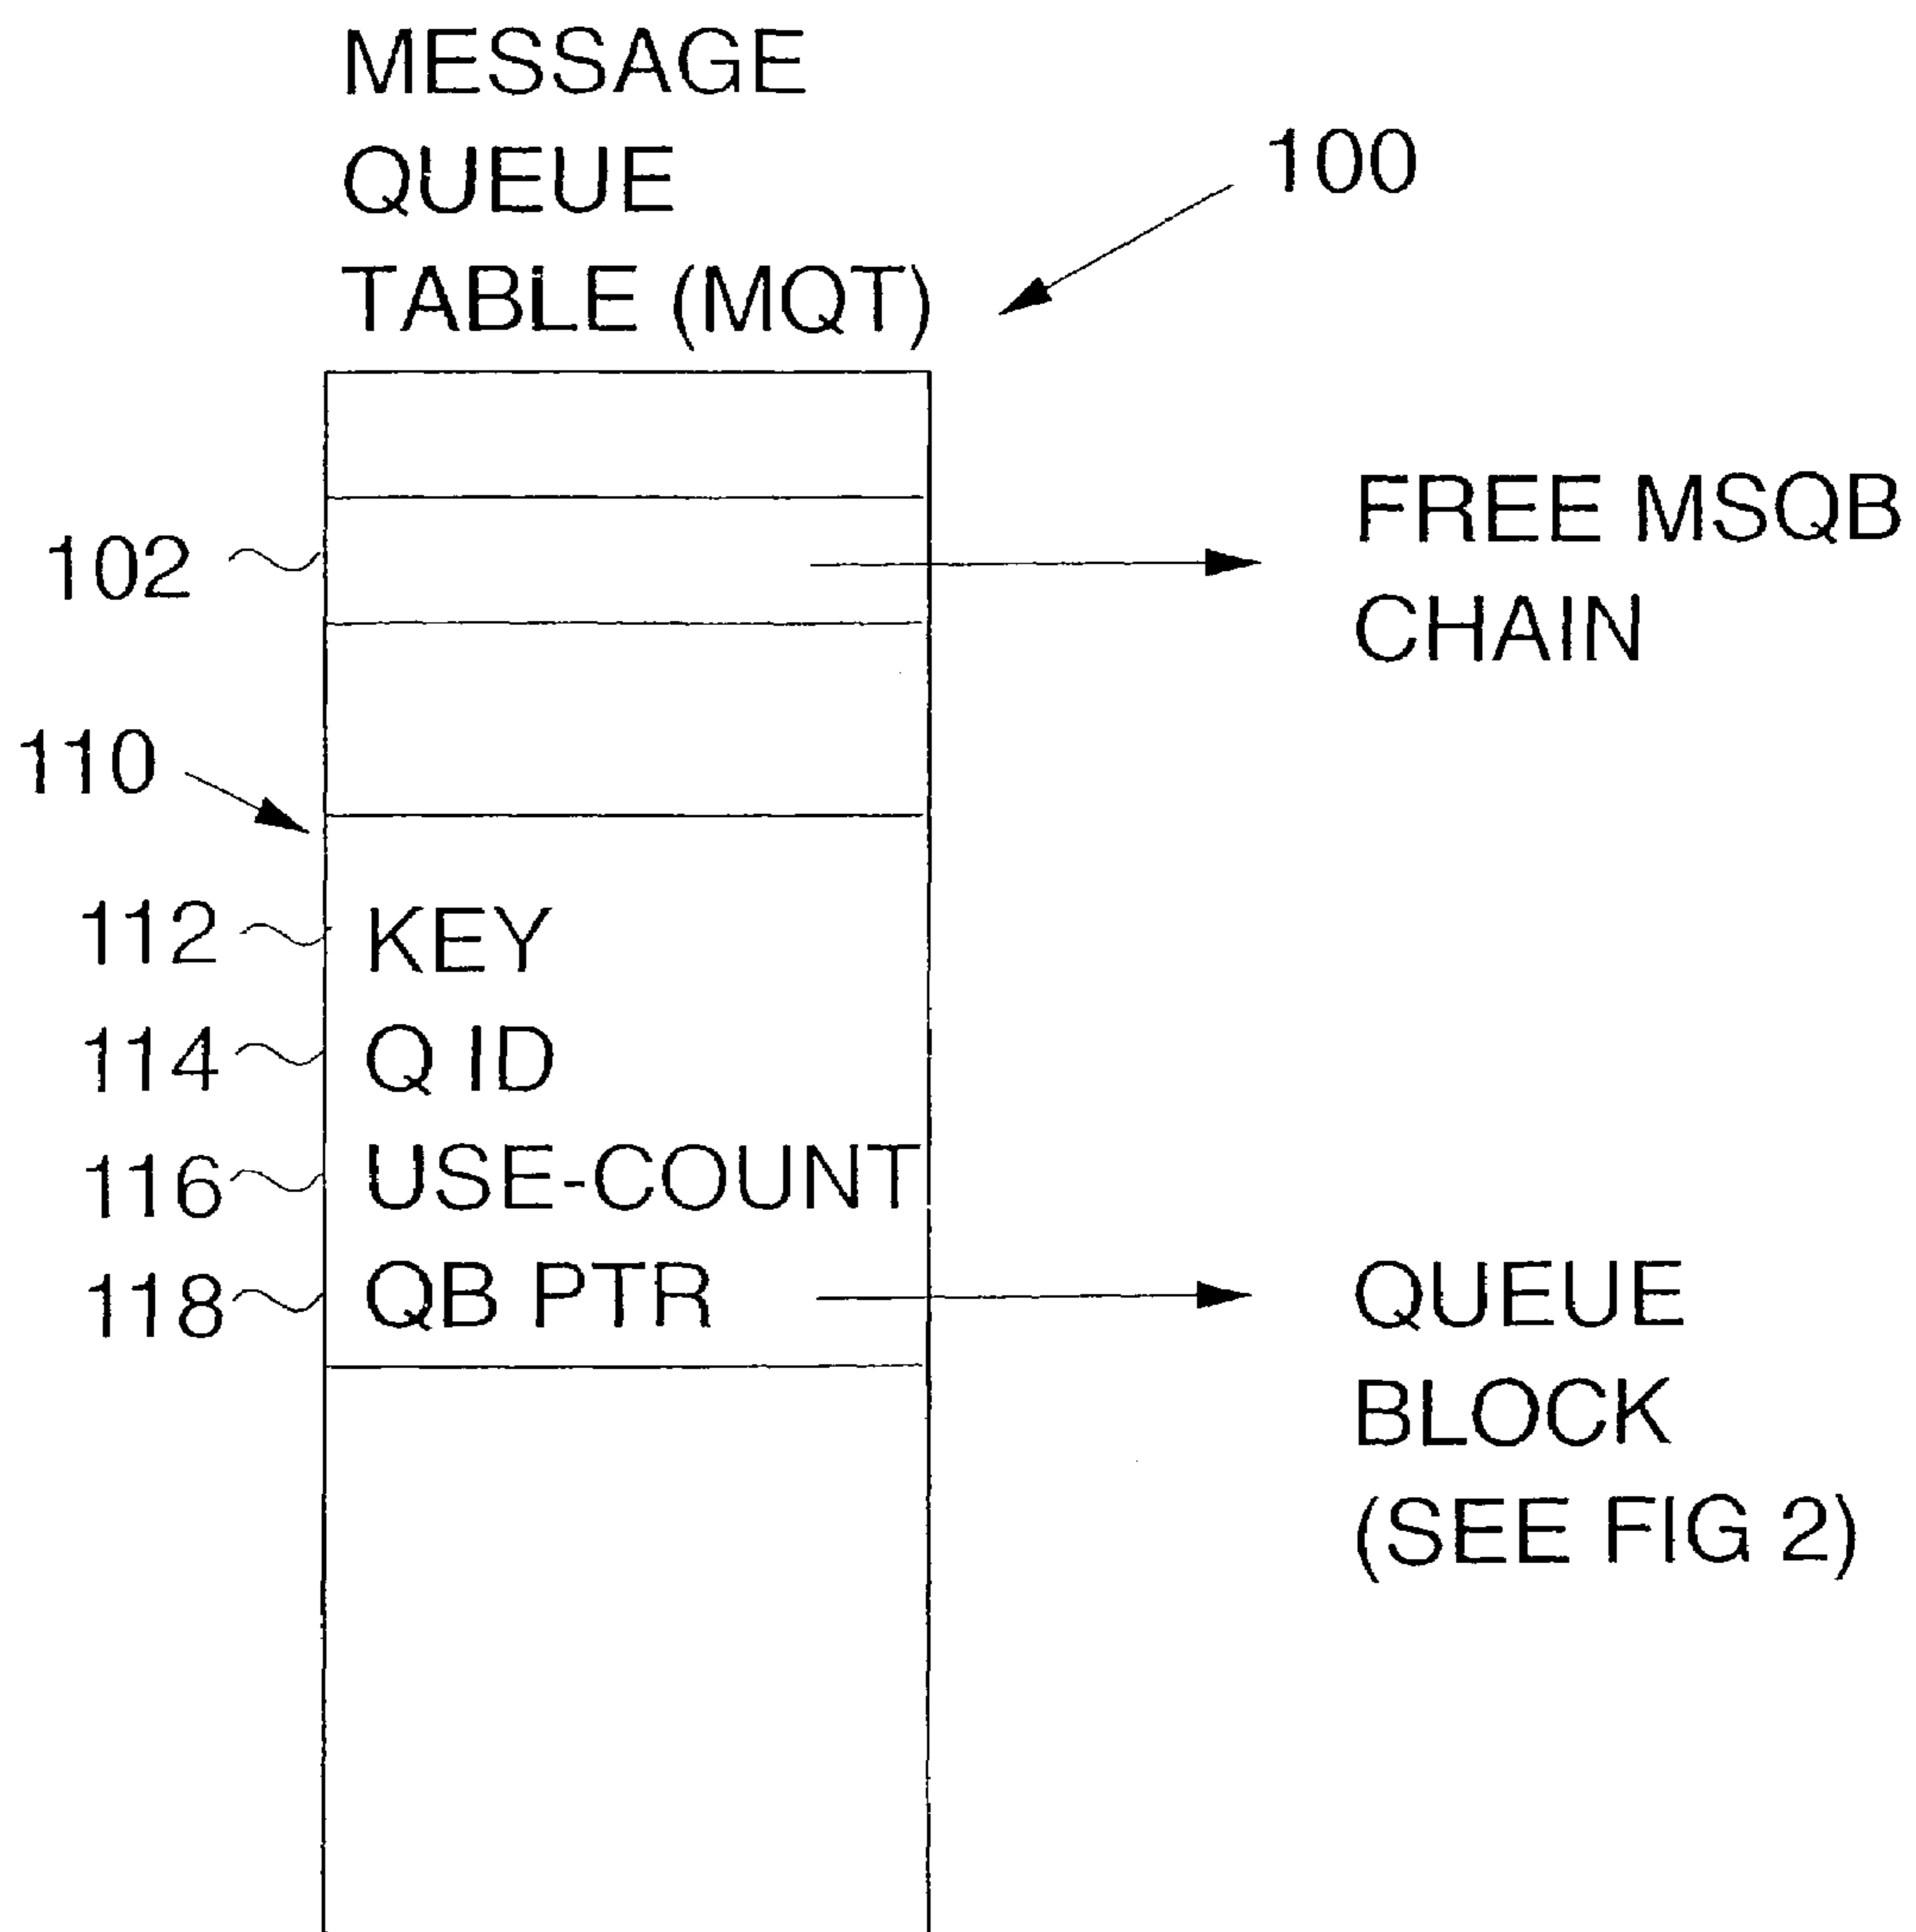 MESSAGE
QUEUE
TABLE (MQT)
100
102
FREE MSQB
CHAIN
110
112 KEY
114 Q ID
116 USE-COUNT
118 QB PTR
QUEUE
BLOCK
(SEE FIG 2)